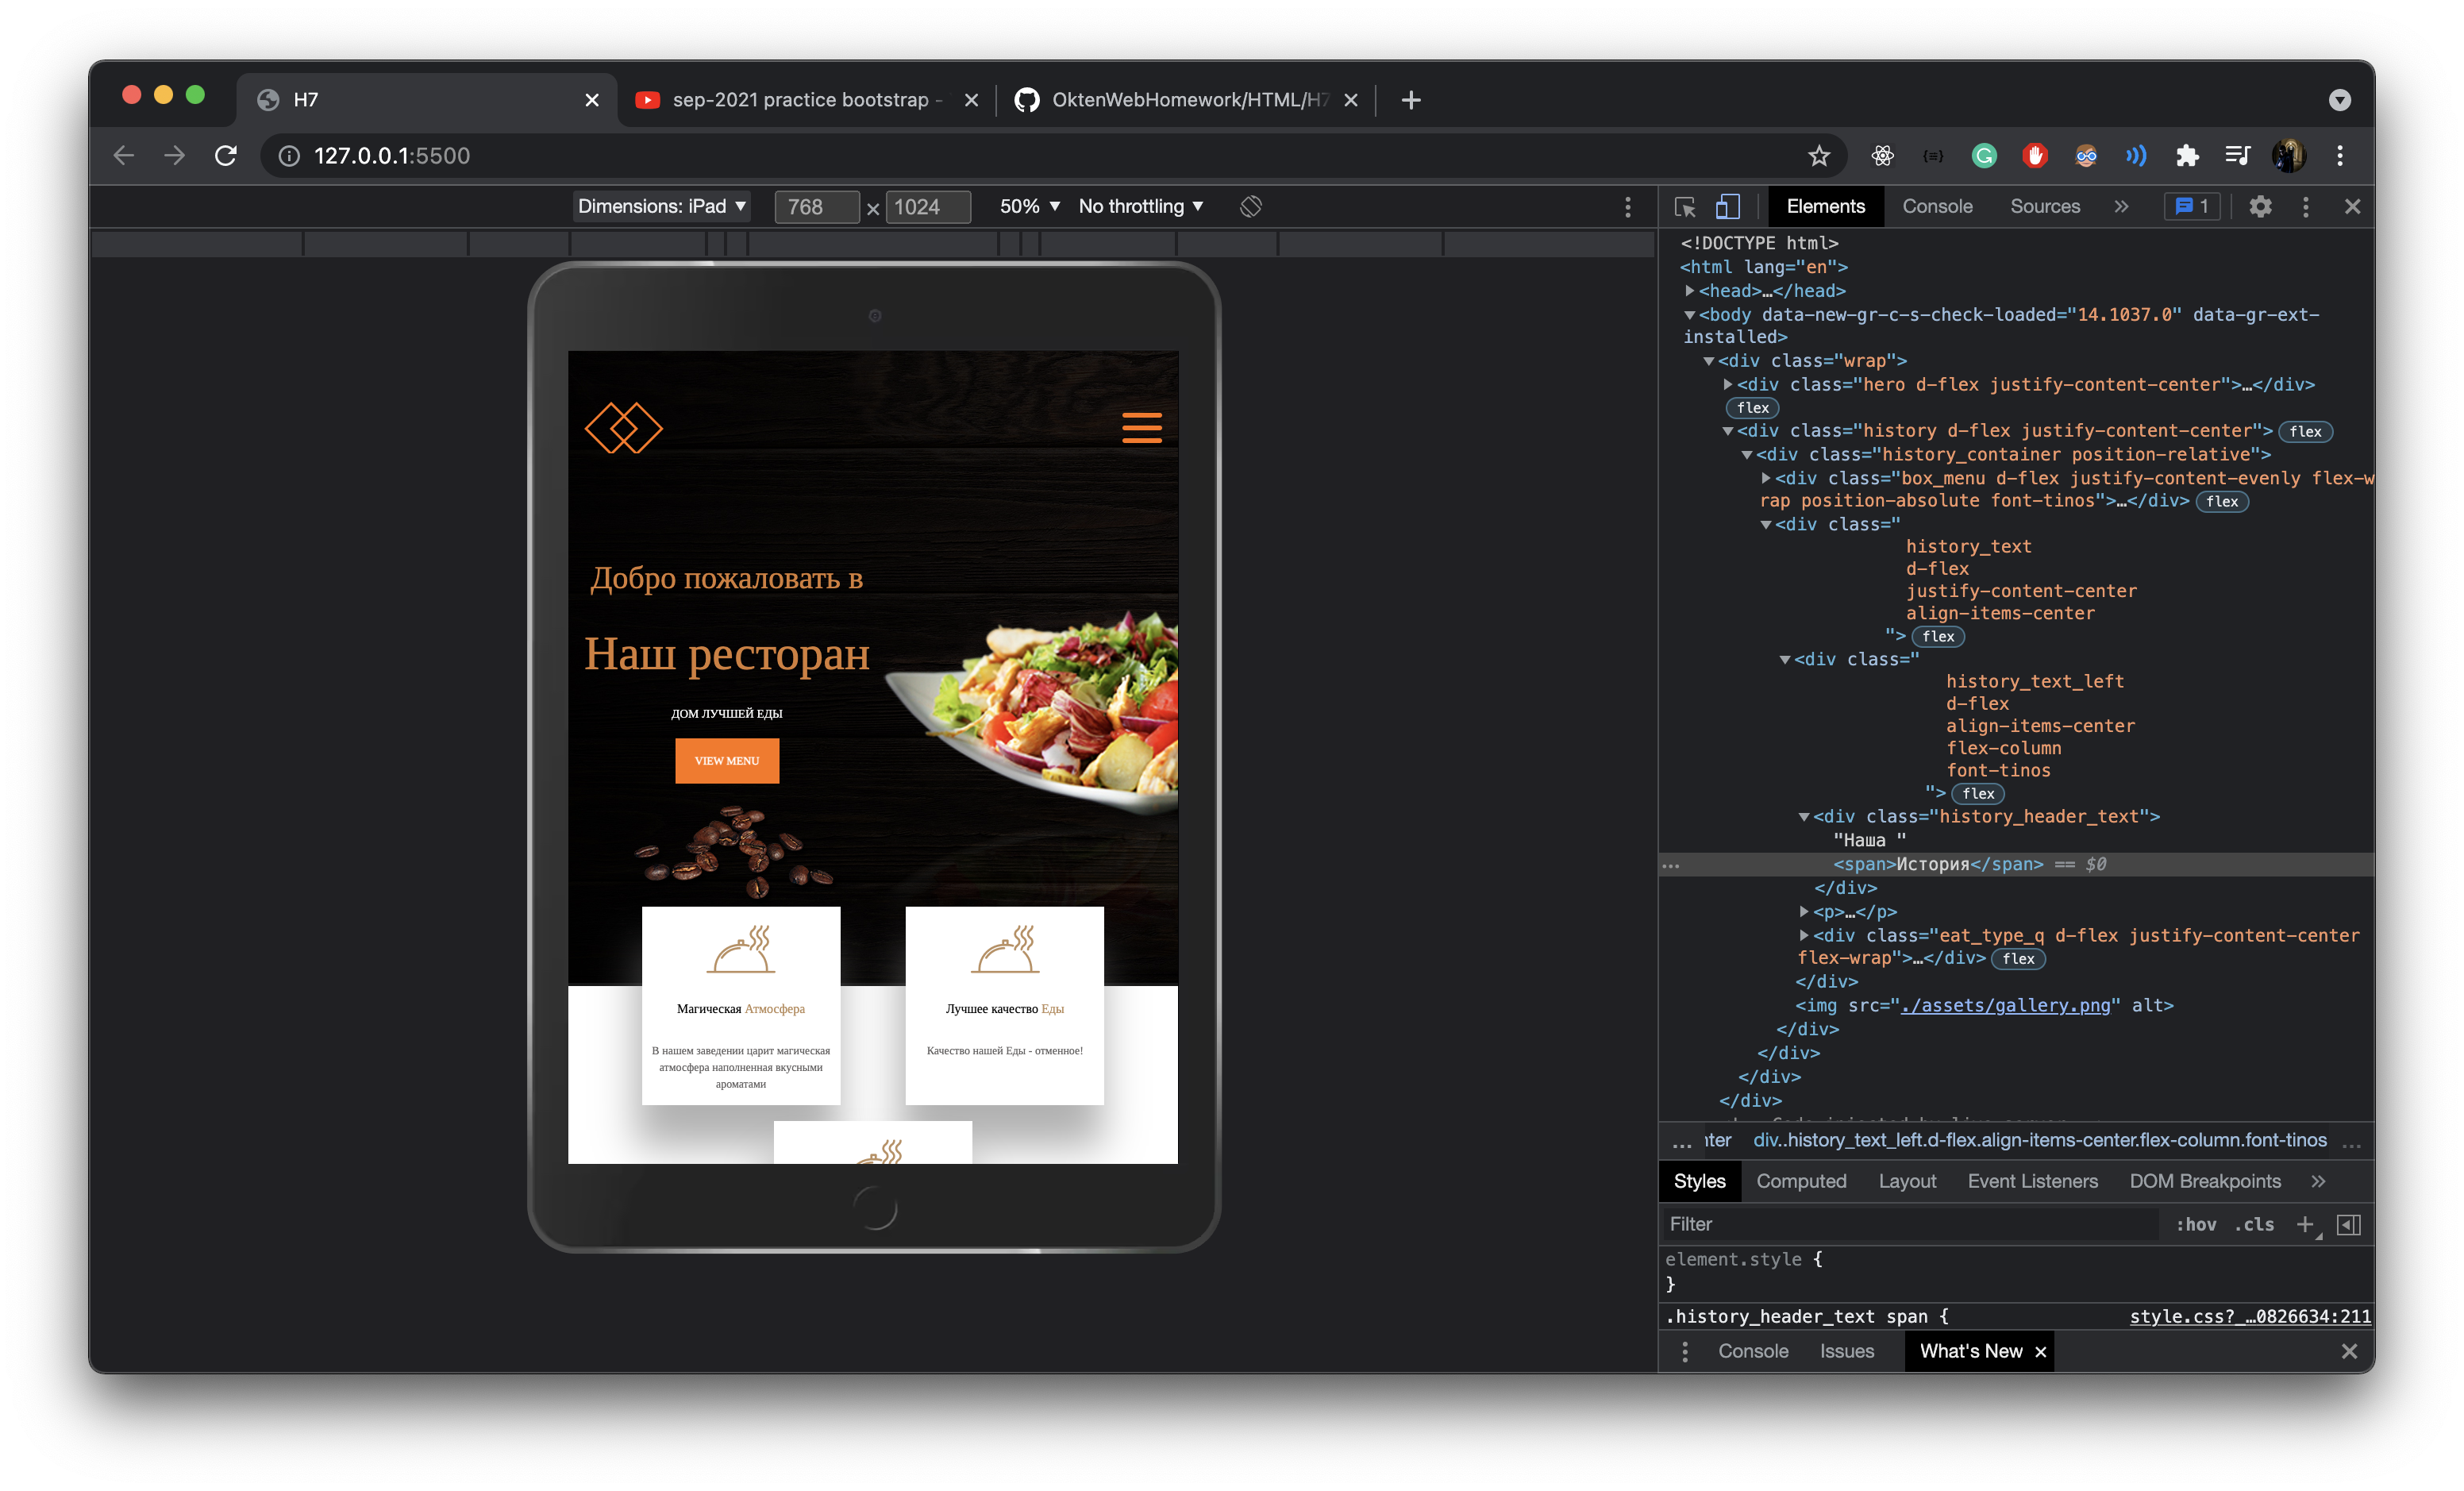 H7
sep-2021 practice bootstrap -
OktenWebHomework/HTML/H7
127.0.0.1:5500
Dimensions: iPad
768
×
1024
50%
No throttling
Добро пожаловать в
Наш ресторан
ДОМ ЛУЧШЕЙ ЕДЫ
VIEW MENU
Магическая Атмосфера
В нашем заведении царит магическая
атмосфера наполненная вкусными
ароматами
Лучшее качество Еды
Качество нашей Еды - отменное!
Elements
Console
Sources
»
1
<!DOCTYPE html>
<html lang="en">
<head>…</head>
<body data-new-gr-c-s-check-loaded="14.1037.0" data-gr-ext-
installed>
<div class="wrap">
<div class="hero d-flex justify-content-center">…</div>
flex
<div class="history d-flex justify-content-center"> flex
<div class="history_container position-relative">
<div class="box_menu d-flex justify-content-evenly flex-w
rap position-absolute font-tinos">…</div> flex
<div class="
history_text
d-flex
justify-content-center
align-items-center
"> flex
<div class="
history_text_left
d-flex
align-items-center
flex-column
font-tinos
"> flex
<div class="history_header_text">
"Наша "
… <span>История</span> == $0
</div>
<p>…</p>
<div class="eat_type_q d-flex justify-content-center
flex-wrap">…</div> flex
</div>
<img src="./assets/gallery.png" alt>
</div>
</div>
</div>
</div>
… nter div..history_text_left.d-flex.align-items-center.flex-column.font-tinos …
Styles
Computed
Layout
Event Listeners
DOM Breakpoints
»
Filter
:hov
.cls
+
element.style {
}
.history_header_text span {
style.css?_…0826634:211
Console
Issues
What's New